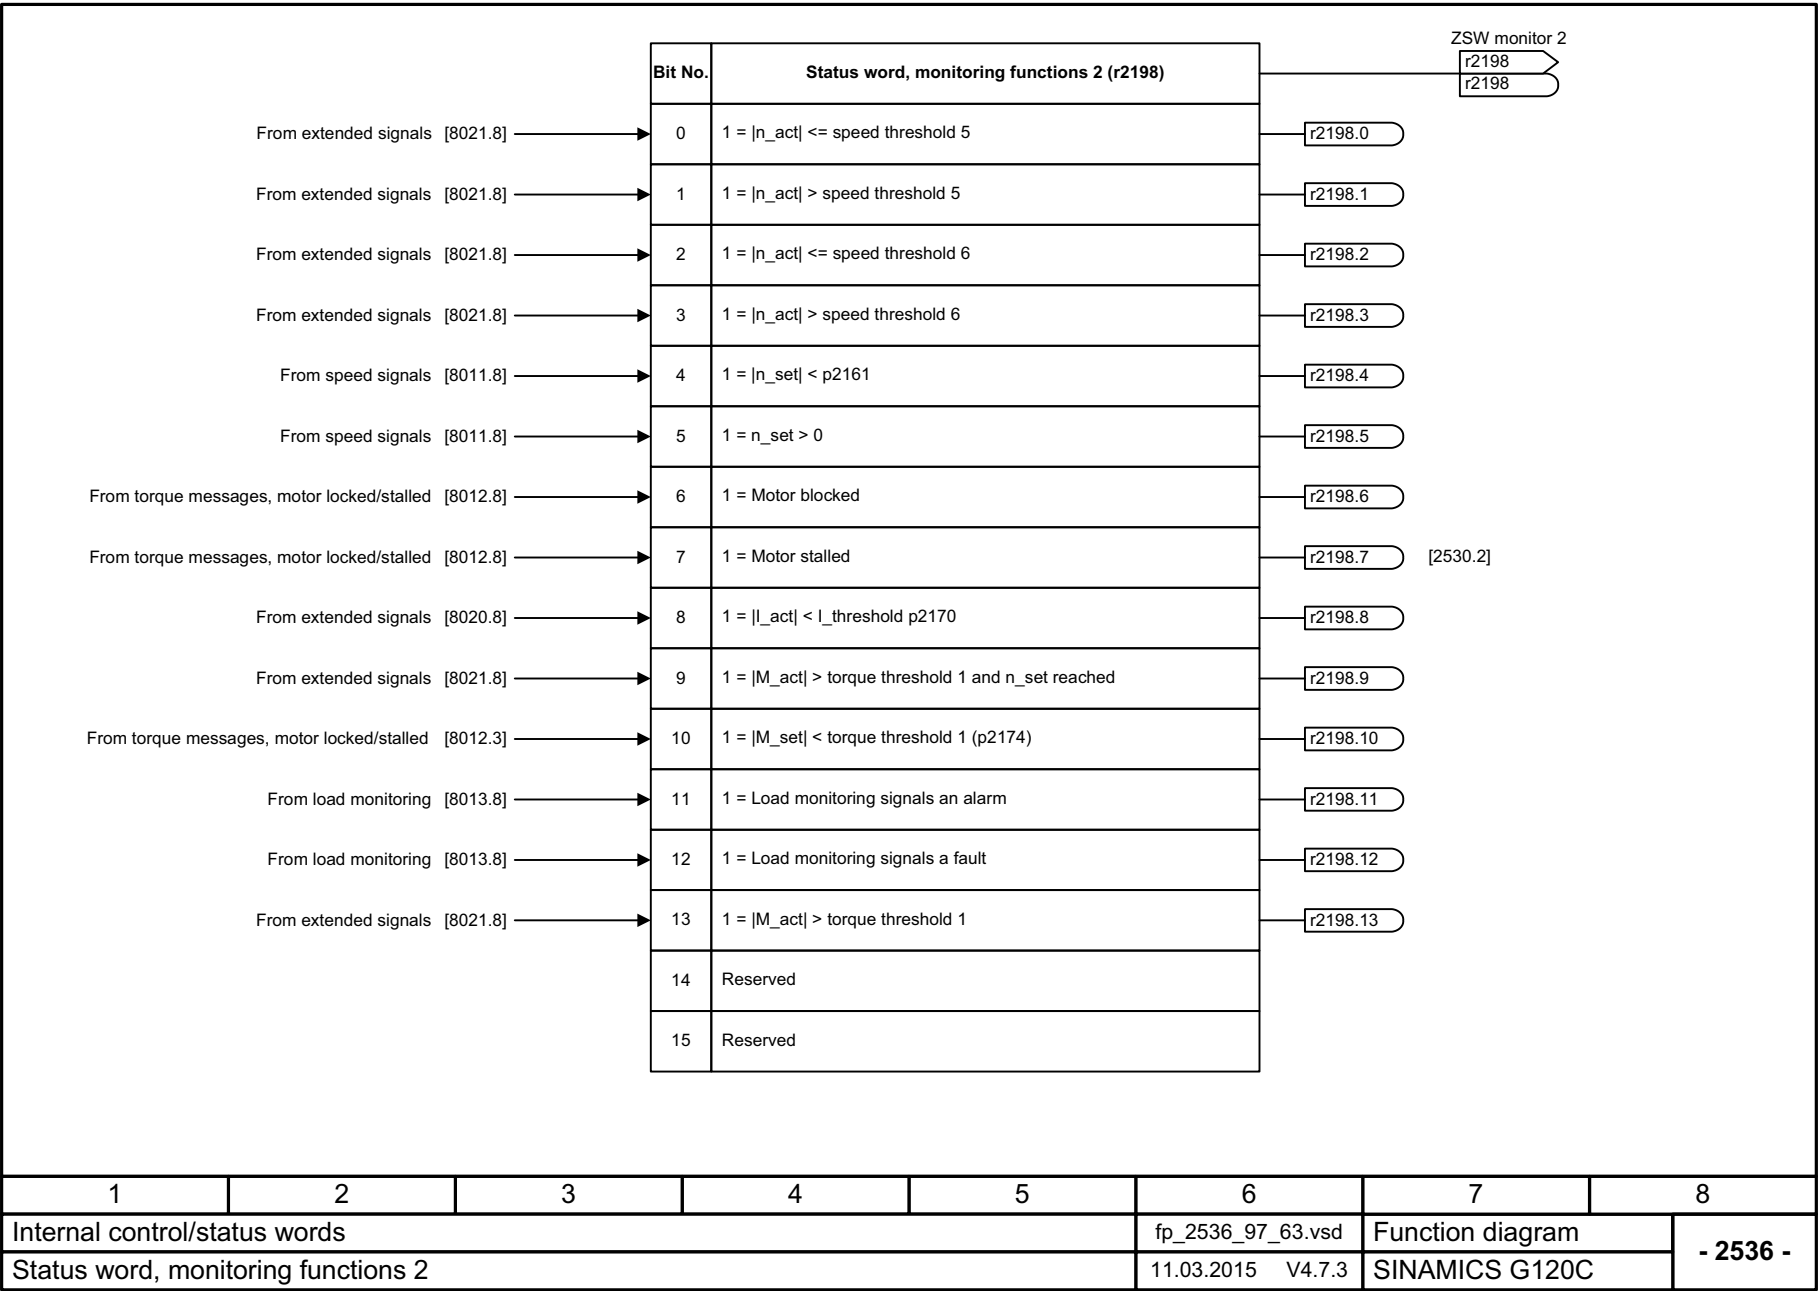 ZSW monitor 2
Bit No. Status word, monitoring functions 2 (r2198) r2198
r2198
From extended signals [8021.8] 0 1 = |n_act| <= speed threshold 5 r2198.0
From extended signals [8021.8] 1 1 = |n_act| > speed threshold 5 r2198.1
From extended signals [8021.8] 2 1 = |n_act| <= speed threshold 6 r2198.2
From extended signals [8021.8] 3 1 = |n_act| > speed threshold 6 r2198.3
From speed signals [8011.8] 4 1 = |n_set| < p2161 r2198.4
From speed signals [8011.8] 5 1 = n_set > 0 r2198.5
From torque messages, motor locked/stalled [8012.8] 6 1 = Motor blocked r2198.6
From torque messages, motor locked/stalled [8012.8] 7 1 = Motor stalled r2198.7 [2530.2]
From extended signals [8020.8] 8 1 = |I_act| < I_threshold p2170 r2198.8
From extended signals [8021.8] 9 1 = |M_act| > torque threshold 1 and n_set reached r2198.9
From torque messages, motor locked/stalled [8012.3] 10 1 = |M_set| < torque threshold 1 (p2174) r2198.10
From load monitoring [8013.8] 11 1 = Load monitoring signals an alarm r2198.11
From load monitoring [8013.8] 12 1 = Load monitoring signals a fault r2198.12
From extended signals [8021.8] 13 1 = |M_act| > torque threshold 1 r2198.13
14 Reserved
15 Reserved
1 2 3 4 5 6 7 8
Internal control/status words fp_2536_97_63.vsd Function diagram - 2536 -
Status word, monitoring functions 2 11.03.2015 V4.7.3 SINAMICS G120C